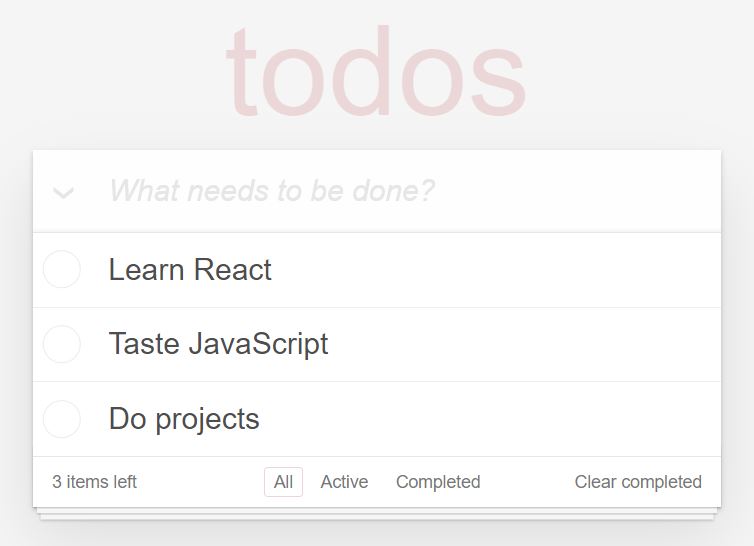 todos
What needs to be done?
Learn React
Taste JavaScript
Do projects
3 items left All Active Completed Clear completed